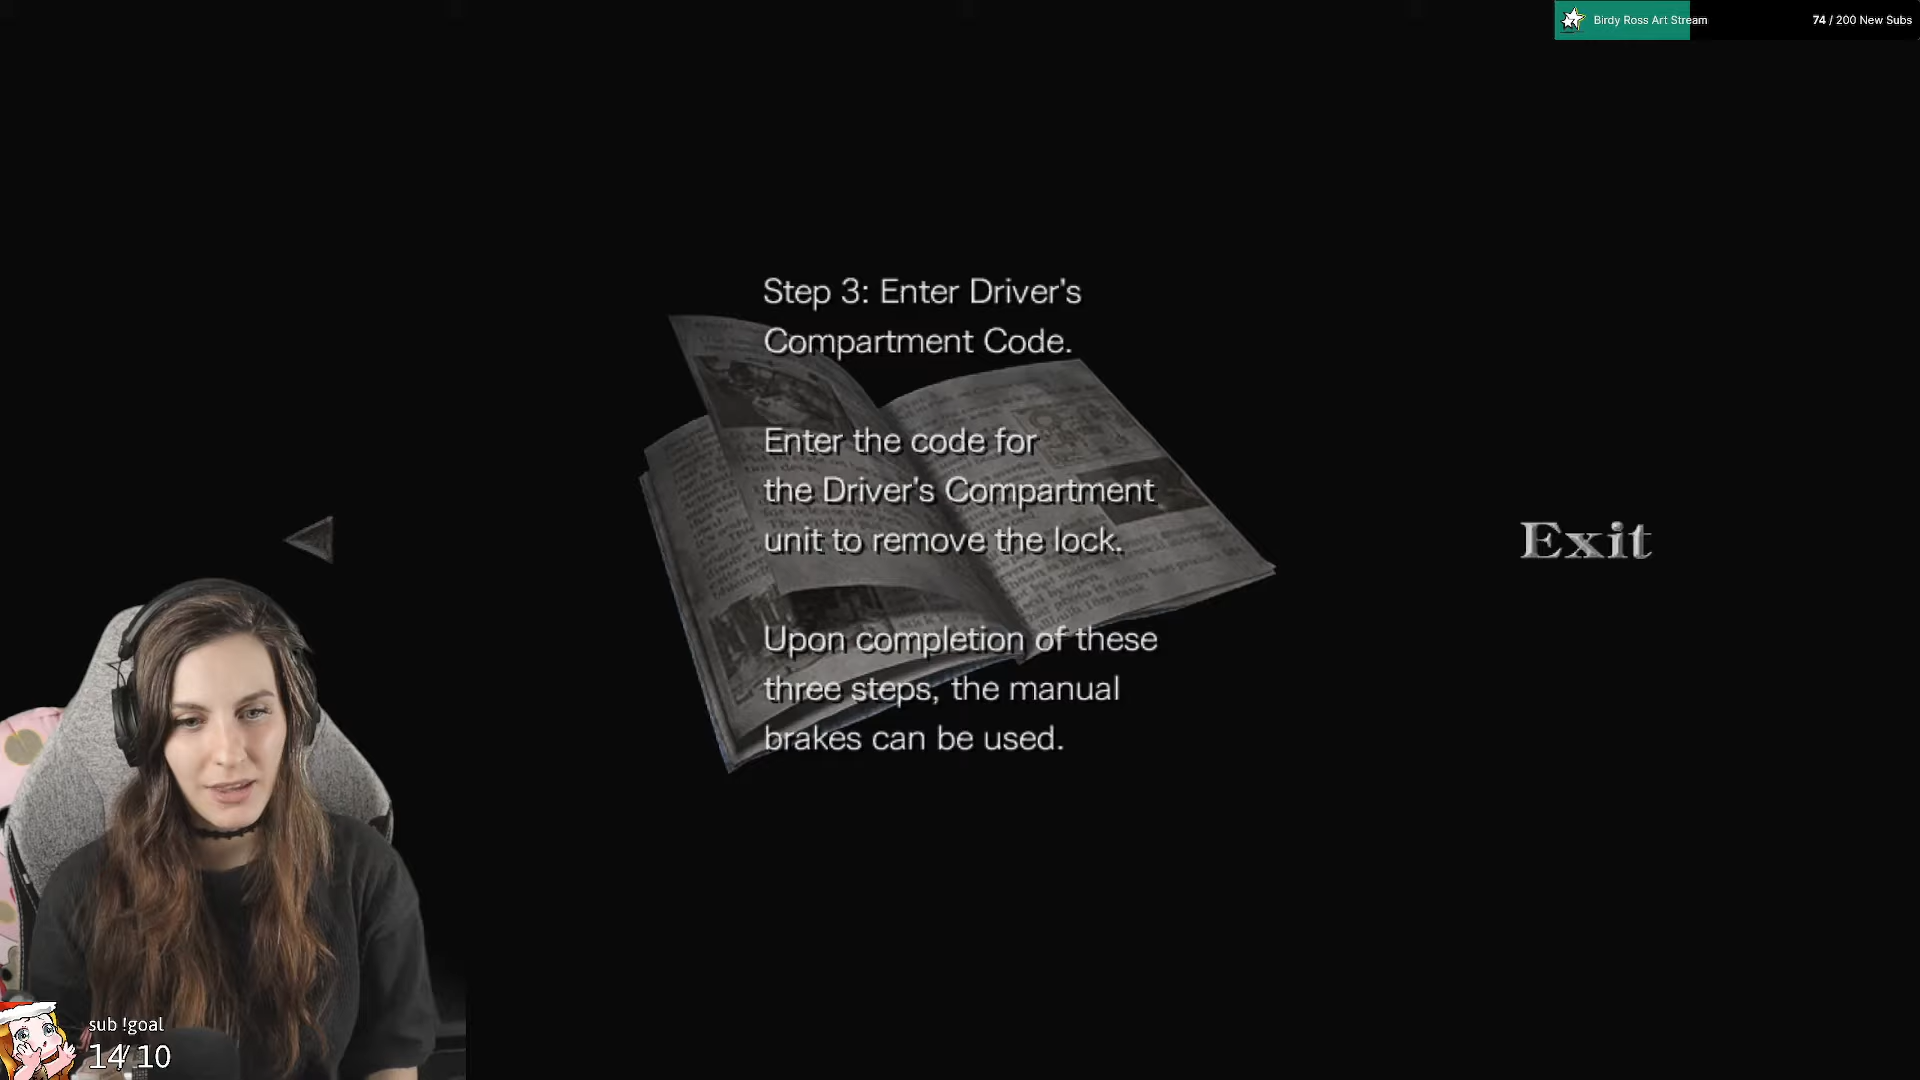 Birdy Ross Art Stream
74 / 200 New Subs
Step 3: Enter Driver's
Compartment Code.
Enter the code for
the Driver's Compartment
unit to remove the lock.
Upon completion of these
three steps, the manual
brakes can be used.
Exit
sub !goal
14/10